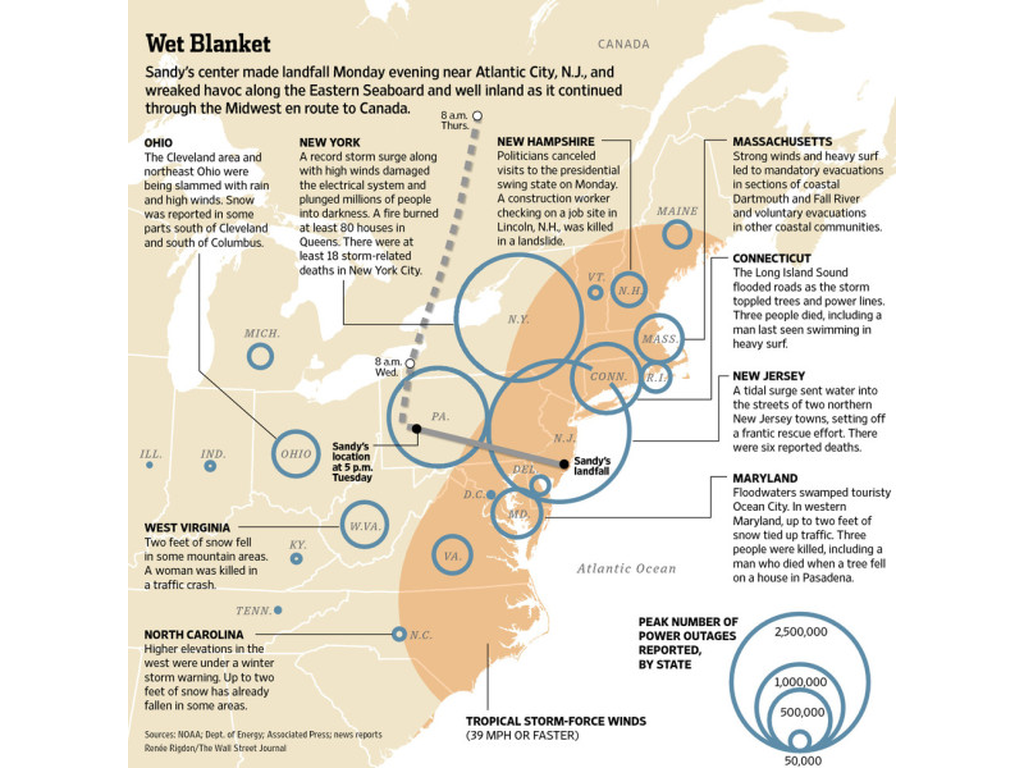 Wet Blanket
Sandy's center made landfall Monday evening near Atlantic City, N.J., and
wreaked havoc along the Eastern Seaboard and well inland as it continued
through the Midwest en route to Canada.
CANADA
8 a.m.
Thurs.
OHIO
The Cleveland area and
northeast Ohio were
being slammed with rain
and high winds. Snow
was reported in some
parts south of Cleveland
and south of Columbus.
NEW YORK
A record storm surge along
with high winds damaged
the electrical system and
plunged millions of people
into darkness. A fire burned
at least 80 houses in
Queens. There were at
least 18 storm-related
deaths in New York City.
NEW HAMPSHIRE
Politicians canceled
visits to the presidential
swing state on Monday.
A construction worker
checking on a job site in
Lincoln, N.H., was killed
in a landslide.
MASSACHUSETTS
Strong winds and heavy surf
led to mandatory evacuations
in sections of coastal
Dartmouth and Fall River
and voluntary evacuations
in other coastal communities.
CONNECTICUT
The Long Island Sound
flooded roads as the storm
toppled trees and power lines.
Three people died, including a
man last seen swimming in
heavy surf.
NEW JERSEY
A tidal surge sent water into
the streets of two northern
New Jersey towns, setting off
a frantic rescue effort. There
were six reported deaths.
MARYLAND
Floodwaters swamped touristy
Ocean City. In western
Maryland, up to two feet of
snow tied up traffic. Three
people were killed, including a
man who died when a tree fell
on a house in Pasadena.
MAINE
VT.
N.H.
N.Y.
MASS.
MICH.
8 a.m.
Wed.
CONN.
R.I.
PA.
N.J.
ILL.
IND.
OHIO
Sandy's
location
at 5 p.m.
Tuesday
Sandy's
landfall
DEL.
D.C.
MD.
W.VA.
VA.
KY.
TENN.
N.C.
Atlantic Ocean
WEST VIRGINIA
Two feet of snow fell
in some mountain areas.
A woman was killed in
a traffic crash.
NORTH CAROLINA
Higher elevations in the
west were under a winter
storm warning. Up to two
feet of snow has already
fallen in some areas.
TROPICAL STORM-FORCE WINDS
(39 MPH OR FASTER)
PEAK NUMBER OF
POWER OUTAGES
REPORTED,
BY STATE
2,500,000
1,000,000
500,000
50,000
Sources: NOAA; Dept. of Energy; Associated Press; news reports
Renée Rigdon/The Wall Street Journal